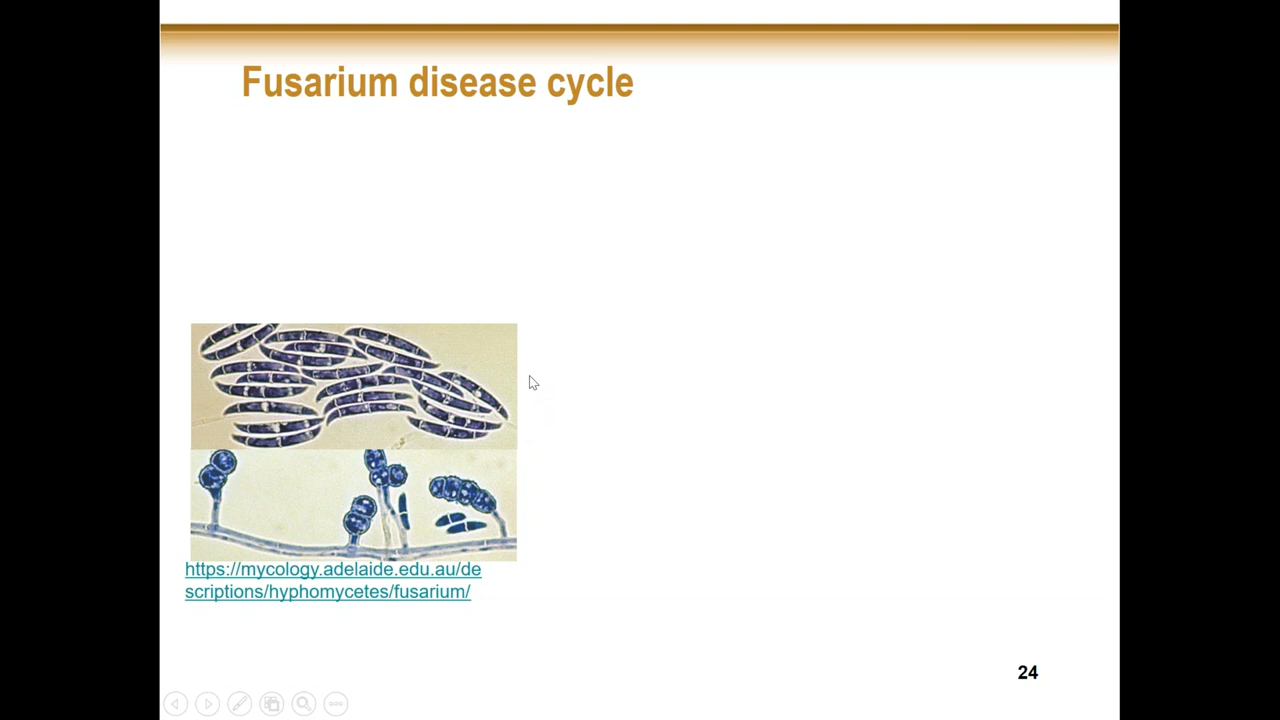 Fusarium disease cycle
https://mycology.adelaide.edu.au/de
scriptions/hyphomycetes/fusarium/
24